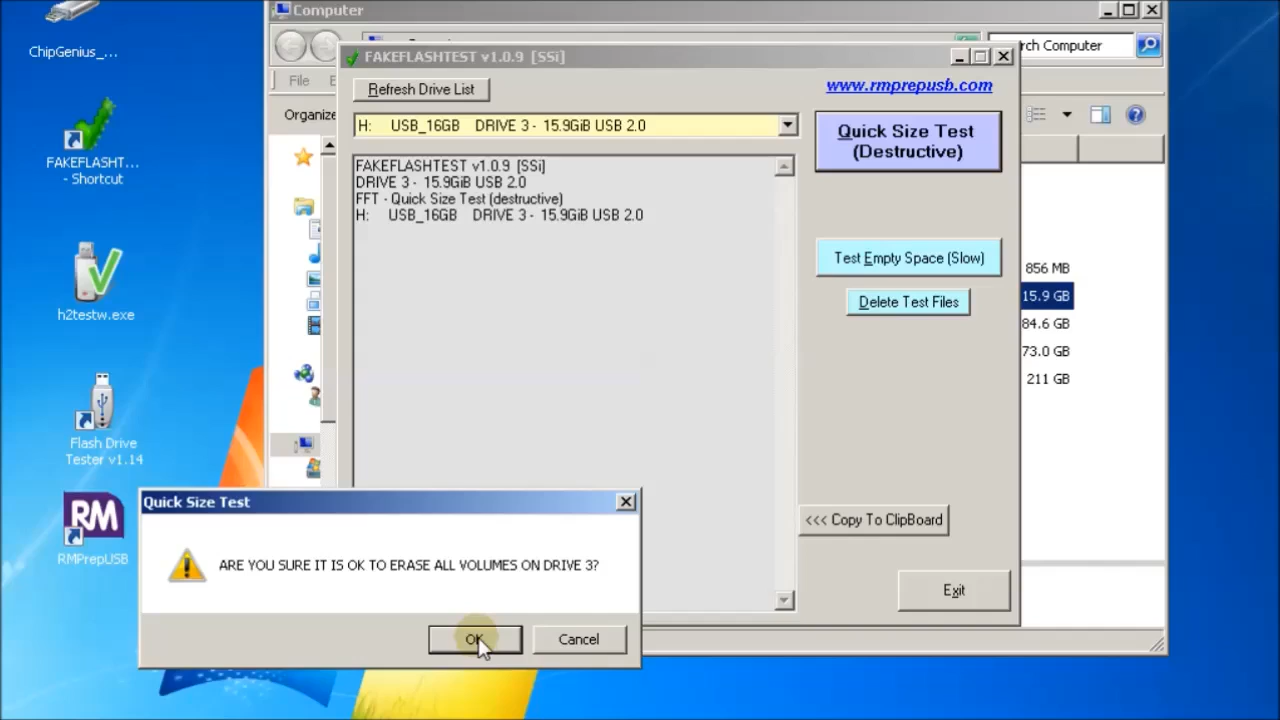 Computer
ChipGenius_...
FAKEFLASHTEST v1.0.9 [SSi]
rch Computer
File
E
Refresh Drive List
www.rmprepusb.com
Organize
H: USB_16GB DRIVE 3 - 15.9GiB USB 2.0
Quick Size Test
(Destructive)
FAKEFLASHT...
- Shortcut
FAKEFLASHTEST v1.0.9 [SSi]
DRIVE 3 - 15.9GiB USB 2.0
FFT - Quick Size Test (destructive)
H: USB_16GB DRIVE 3 - 15.9GiB USB 2.0
Test Empty Space (Slow)
856 MB
Delete Test Files
15.9 GB
h2testw.exe
84.6 GB
73.0 GB
211 GB
Flash Drive
Tester v1.14
Quick Size Test
<<< Copy To ClipBoard
RM
RMPrepUSB
ARE YOU SURE IT IS OK TO ERASE ALL VOLUMES ON DRIVE 3?
Exit
OK
Cancel